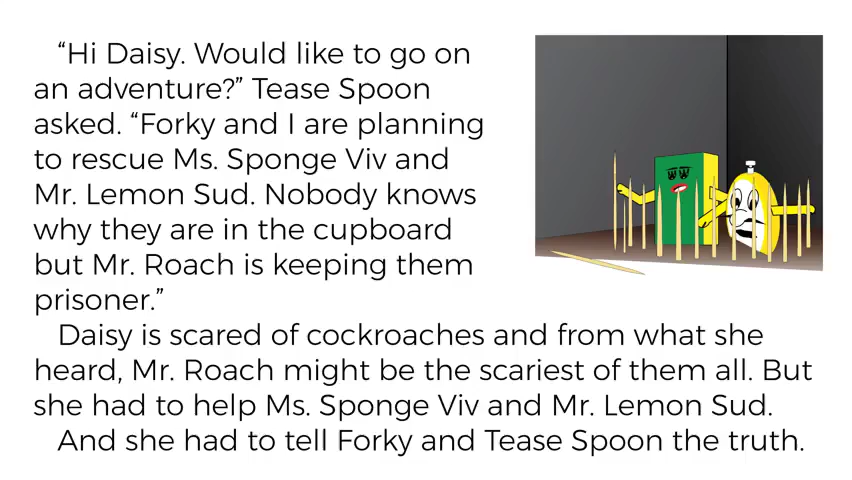 “Hi Daisy. Would like to go on
an adventure?” Tease Spoon
asked. “Forky and I are planning
to rescue Ms. Sponge Viv and
Mr. Lemon Sud. Nobody knows
why they are in the cupboard
but Mr. Roach is keeping them
prisoner.”
Daisy is scared of cockroaches and from what she
heard, Mr. Roach might be the scariest of them all. But
she had to help Ms. Sponge Viv and Mr. Lemon Sud.
And she had to tell Forky and Tease Spoon the truth.